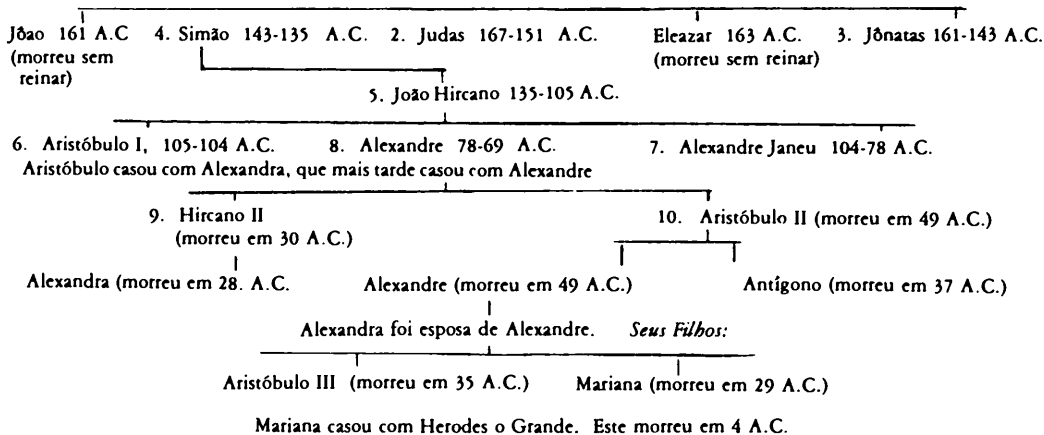 Jôao 161 A.C 4. Simão 143-135 A.C. 2. Judas 167-151 A.C. Eleazar 163 A.C. 3. Jônatas 161-143 A.C.
(morreu sem reinar) (morreu sem reinar)
5. João Hircano 135-105 A.C.
6. Aristóbulo I, 105-104 A.C. 8. Alexandre 78-69 A.C. 7. Alexandre Janeu 104-78 A.C.
Aristóbulo casou com Alexandra, que mais tarde casou com Alexandre
9. Hircano II 10. Aristóbulo II (morreu em 49 A.C.)
(morreu em 30 A.C.)
Alexandra (morreu em 28. A.C. Alexandre (morreu em 49 A.C.) Antígono (morreu em 37 A.C.)
Alexandra foi esposa de Alexandre. Seus Filhos:
Aristóbulo III (morreu em 35 A.C.) Mariana (morreu em 29 A.C.)
Mariana casou com Herodes o Grande. Este morreu em 4 A.C.